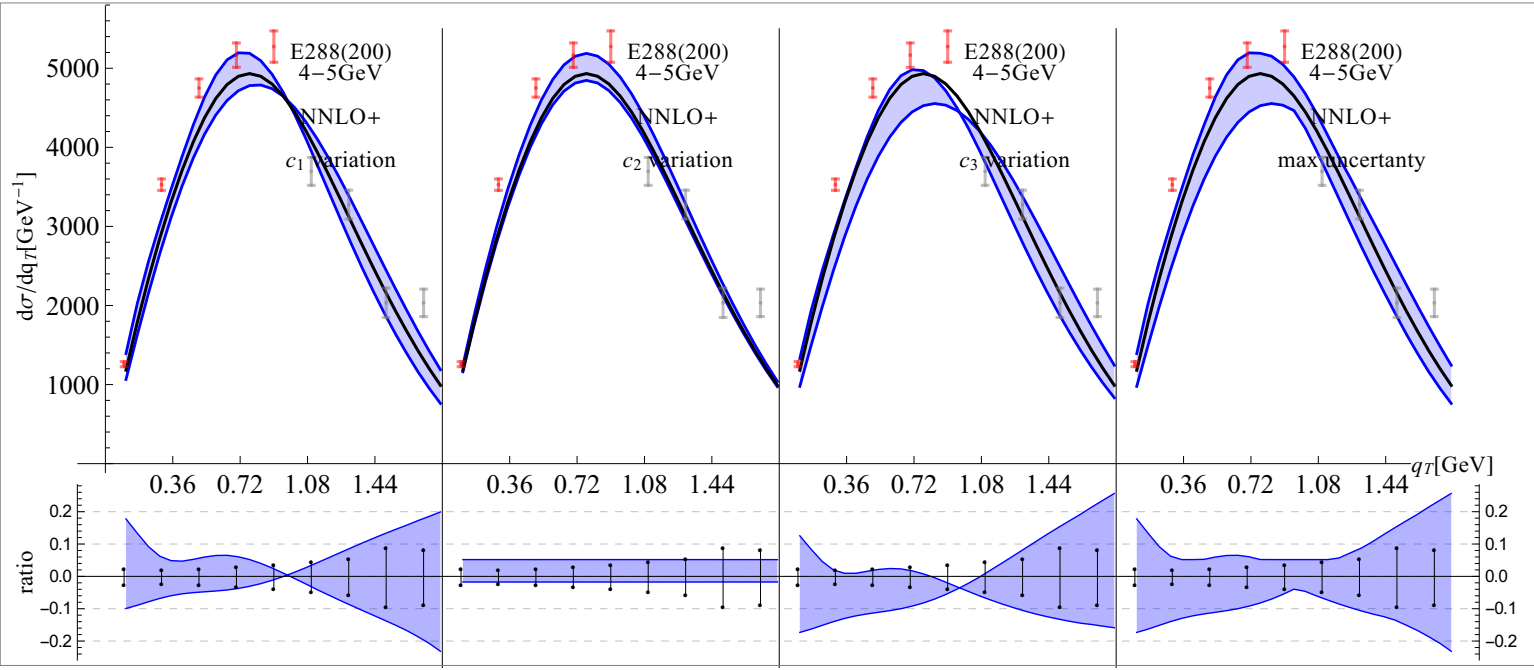 E288(200) E288(200) E288(200) E288(200)
4−5GeV 4−5GeV 4−5GeV 4−5GeV
NNLO+ NNLO+ NNLO+ NNLO+
c1 variation c2 variation c3 variation max uncertanty
5000
4000
3000
2000
1000
dσ/dqT[GeV−1]
0.36 0.72 1.08 1.44 0.36 0.72 1.08 1.44 0.36 0.72 1.08 1.44 0.36 0.72 1.08 1.44 qT[GeV]
ratio
0.2 0.2
0.1 0.1
0.0 0.0
−0.1 −0.1
−0.2 −0.2